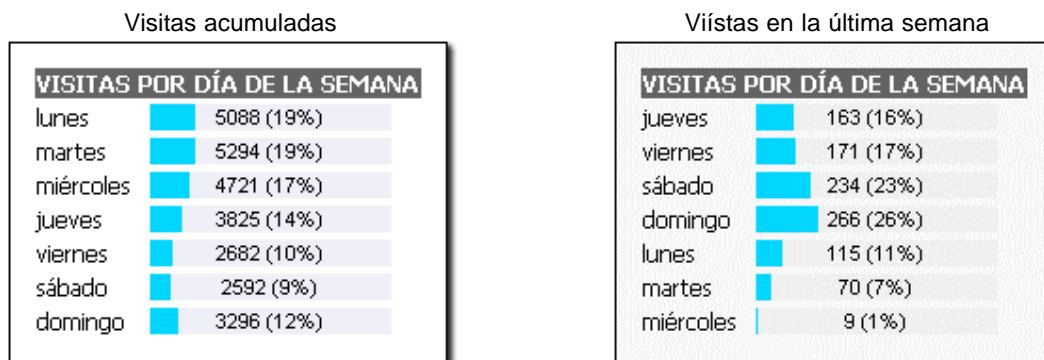 Visitas acumuladas
VISITAS POR DÍA DE LA SEMANA
lunes 5088 (19%)
martes 5294 (19%)
miércoles 4721 (17%)
jueves 3825 (14%)
viernes 2682 (10%)
sábado 2592 (9%)
domingo 3296 (12%)
Viístas en la última semana
VISITAS POR DÍA DE LA SEMANA
jueves 163 (16%)
viernes 171 (17%)
sábado 234 (23%)
domingo 266 (26%)
lunes 115 (11%)
martes 70 (7%)
miércoles 9 (1%)